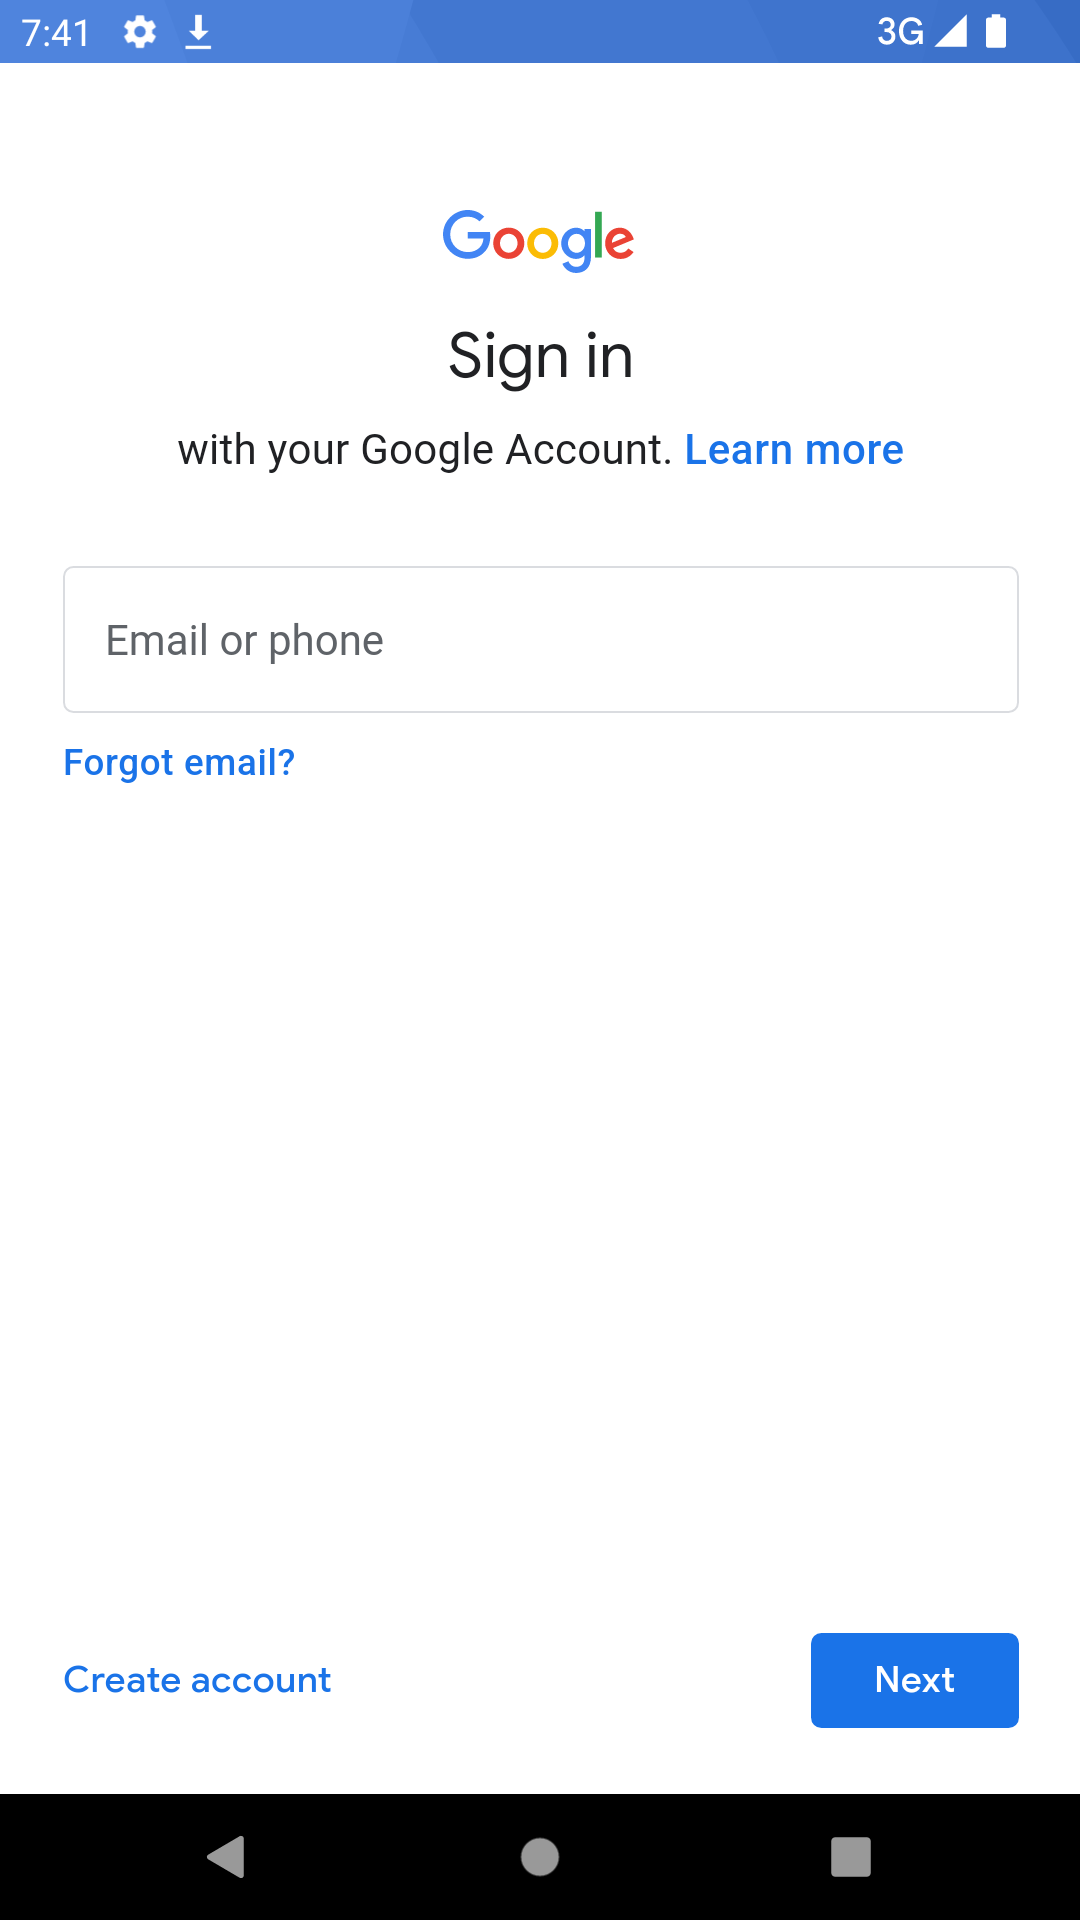 7:41 3G
Google
Sign in
with your Google Account. Learn more
Email or phone
Forgot email?
Create account Next